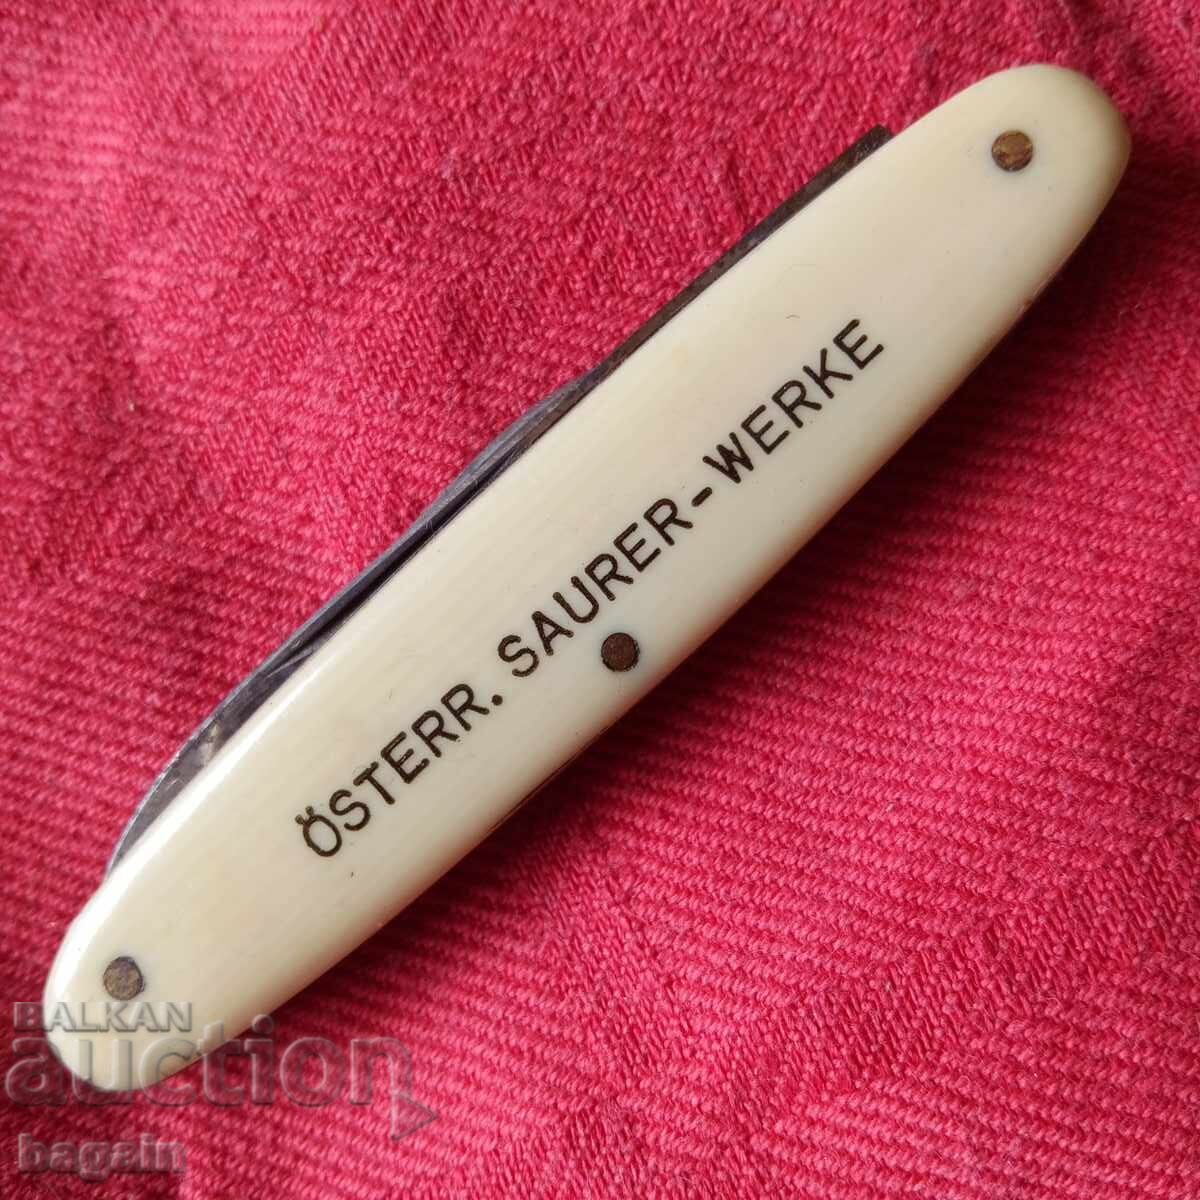 ÖSTERR. SAURER-WERKE
BALKAN
auction
bagain